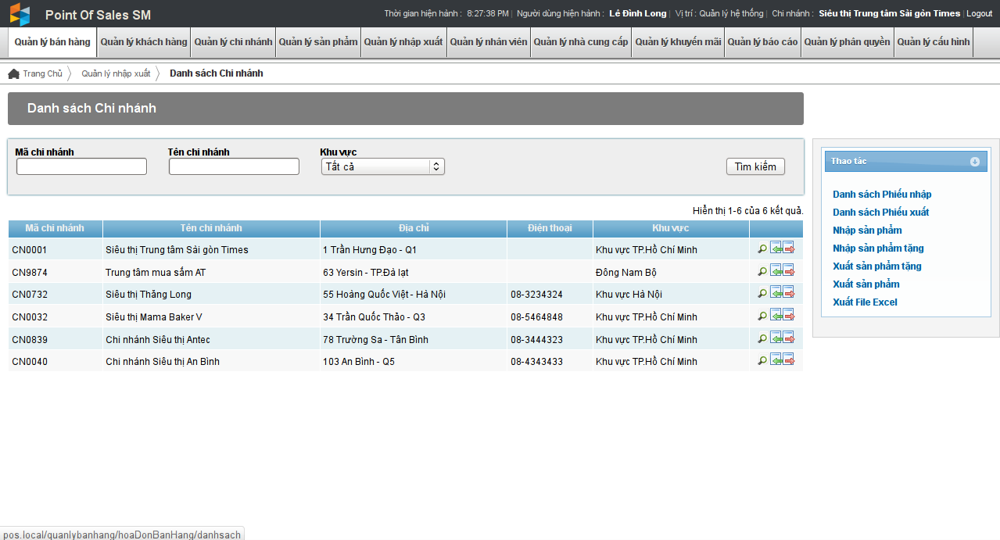 Point Of Sales SM
Thời gian hiện hành : 8:27:38 PM | Người dùng hiện hành : Lê Đình Long | Vị trí : Quản lý hệ thống | Chi nhánh : Siêu thị Trung tâm Sài gòn Times | Logout
Quản lý bán hàng Quản lý khách hàng Quản lý chi nhánh Quản lý sản phẩm Quản lý nhập xuất Quản lý nhân viên Quản lý nhà cung cấp Quản lý khuyến mãi Quản lý báo cáo Quản lý phân quyền Quản lý cấu hình
Trang Chủ Quản lý nhập xuất Danh sách Chi nhánh
Danh sách Chi nhánh
Mã chi nhánh Tên chi nhánh Khu vực
Tất cả Tìm kiếm
Hiển thị 1-6 của 6 kết quả.
Mã chi nhánh Tên chi nhánh Địa chỉ Điện thoại Khu vực
CN0001 Siêu thị Trung tâm Sài gòn Times 1 Trần Hưng Đạo - Q1 Khu vực TP.Hồ Chí Minh
CN9874 Trung tâm mua sắm AT 63 Yersin - TP.Đà lạt Đông Nam Bộ
CN0732 Siêu thị Thăng Long 55 Hoàng Quốc Việt - Hà Nội 08-3234324 Khu vực Hà Nội
CN0032 Siêu thị Mama Baker V 34 Trần Quốc Thảo - Q3 08-5464848 Khu vực TP.Hồ Chí Minh
CN0839 Chi nhánh Siêu thị Antec 78 Trường Sa - Tân Bình 08-3444323 Khu vực TP.Hồ Chí Minh
CN0040 Chi nhánh Siêu thị An Bình 103 An Bình - Q5 08-4343433 Khu vực TP.Hồ Chí Minh
Thao tác
Danh sách Phiếu nhập
Danh sách Phiếu xuất
Nhập sản phẩm
Nhập sản phẩm tặng
Xuất sản phẩm tặng
Xuất sản phẩm
Xuất File Excel
pos.local/quanlybanhang/hoaDonBanHang/danhsach